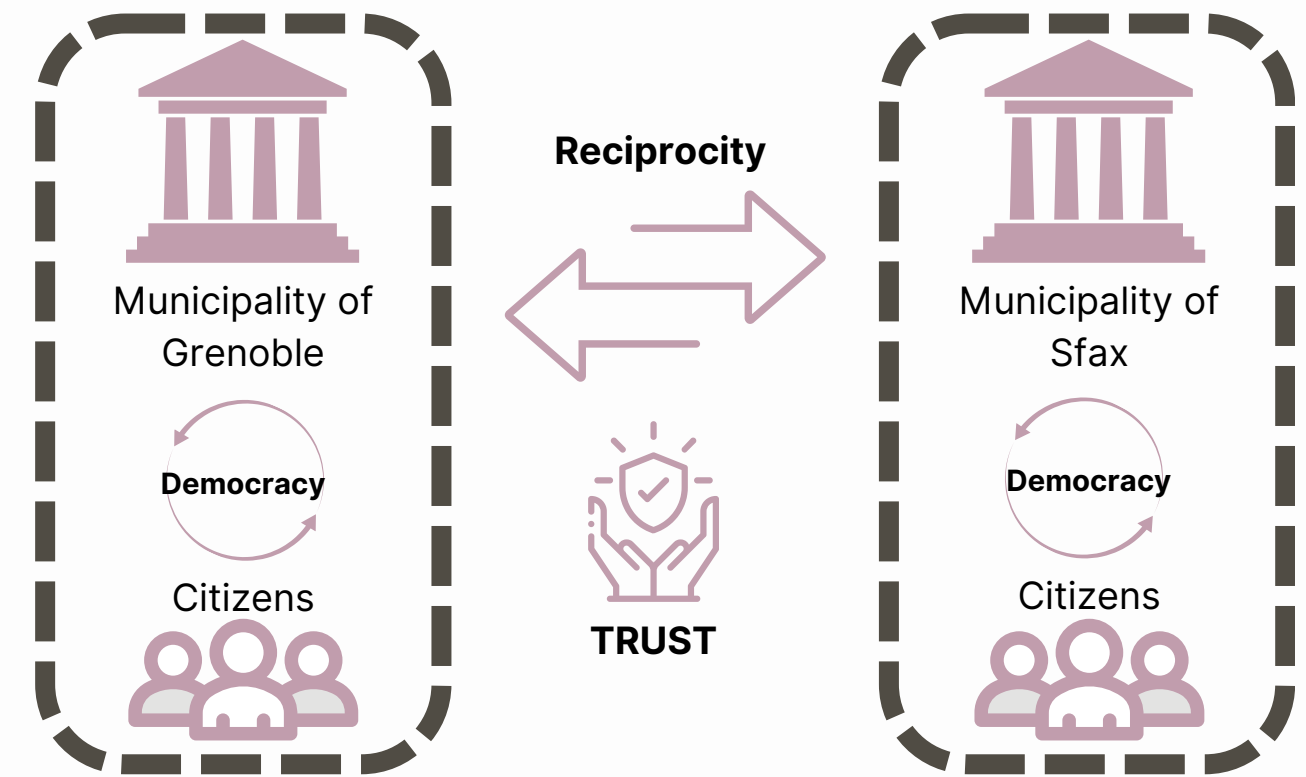 Municipality of
Grenoble
Democracy
Citizens
Reciprocity
TRUST
Municipality of
Sfax
Democracy
Citizens